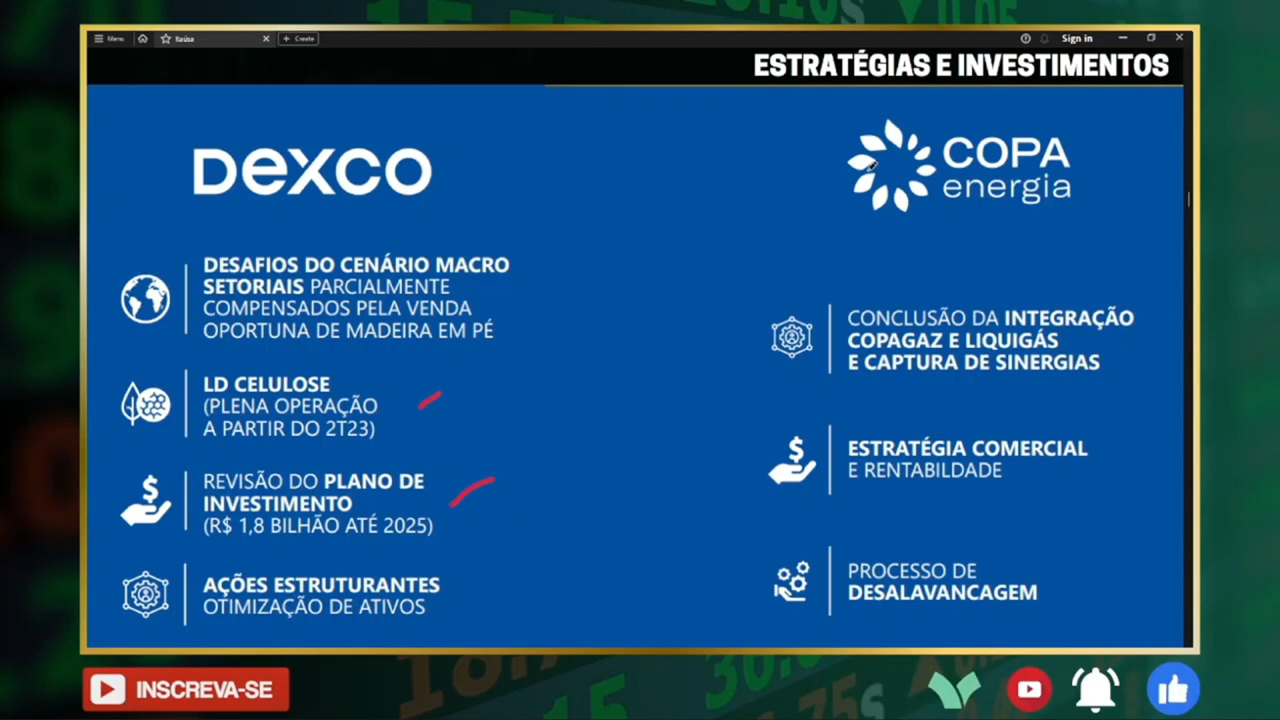 Menu
Itaúsa
Create
Sign in
ESTRATÉGIAS E INVESTIMENTOS
Dexco
DESAFIOS DO CENÁRIO MACRO
SETORIAIS PARCIALMENTE
COMPENSADOS PELA VENDA
OPORTUNA DE MADEIRA EM PÉ
LD CELULOSE
(PLENA OPERAÇÃO
A PARTIR DO 2T23)
REVISÃO DO PLANO DE
INVESTIMENTO
(R$ 1,8 BILHÃO ATÉ 2025)
AÇÕES ESTRUTURANTES
OTIMIZAÇÃO DE ATIVOS
COPA
energia
CONCLUSÃO DA INTEGRAÇÃO
COPAGAZ E LIQUIGÁS
E CAPTURA DE SINERGIAS
ESTRATÉGIA COMERCIAL
E RENTABILDADE
PROCESSO DE
DESALAVANCAGEM
INSCREVA-SE